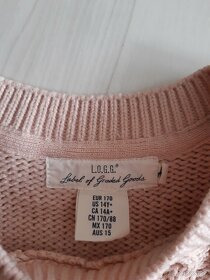 L.O.G.G.
Label of Graded Goods
EUR 170
US 14Y+
CA 14A+
CN 170/88
MX 170
AUS 15